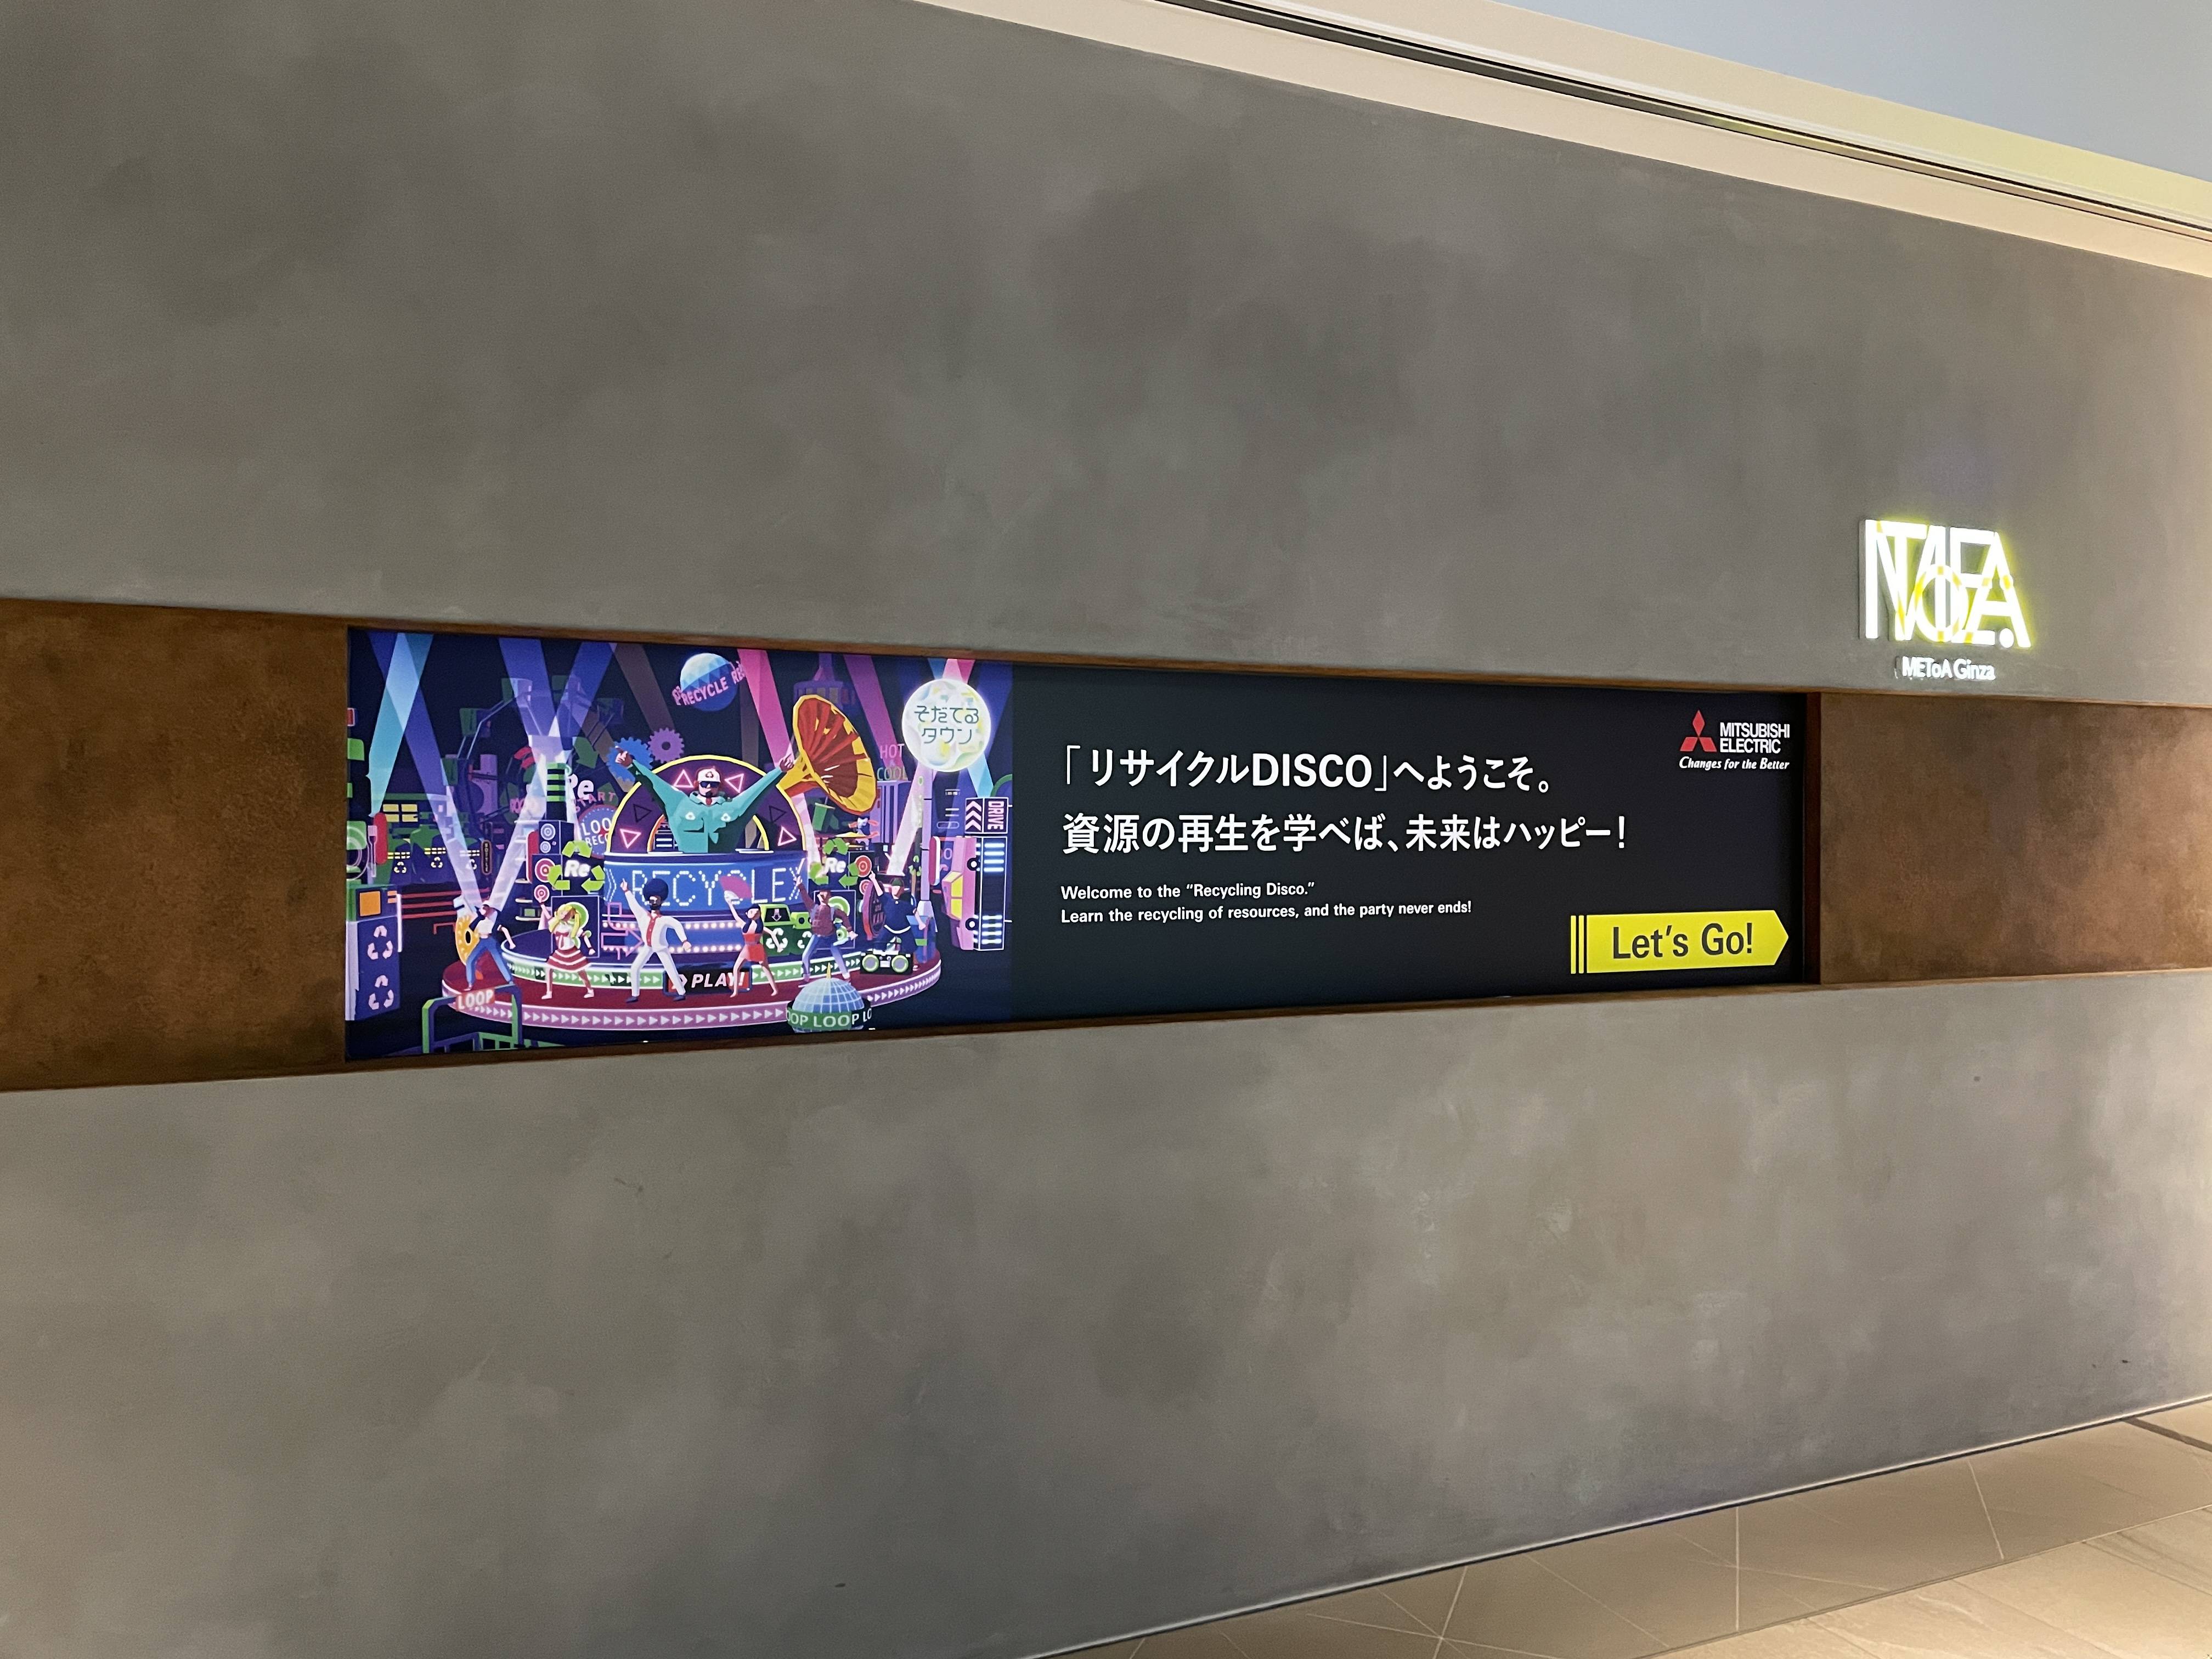 METoA Ginza
MITSUBISHI
ELECTRIC
Changes for the Better
「リサイクルDISCO」へようこそ。
資源の再生を学べば、未来はハッピー!
Welcome to the “Recycling Disco.”
Learn the recycling of resources, and the party never ends!
Let's Go!
RECYCLE
そだてる
タウン
HOT
COOL
DRIVE
Re
Re
RECYCLE
PLAY!
LOOP
LOOP